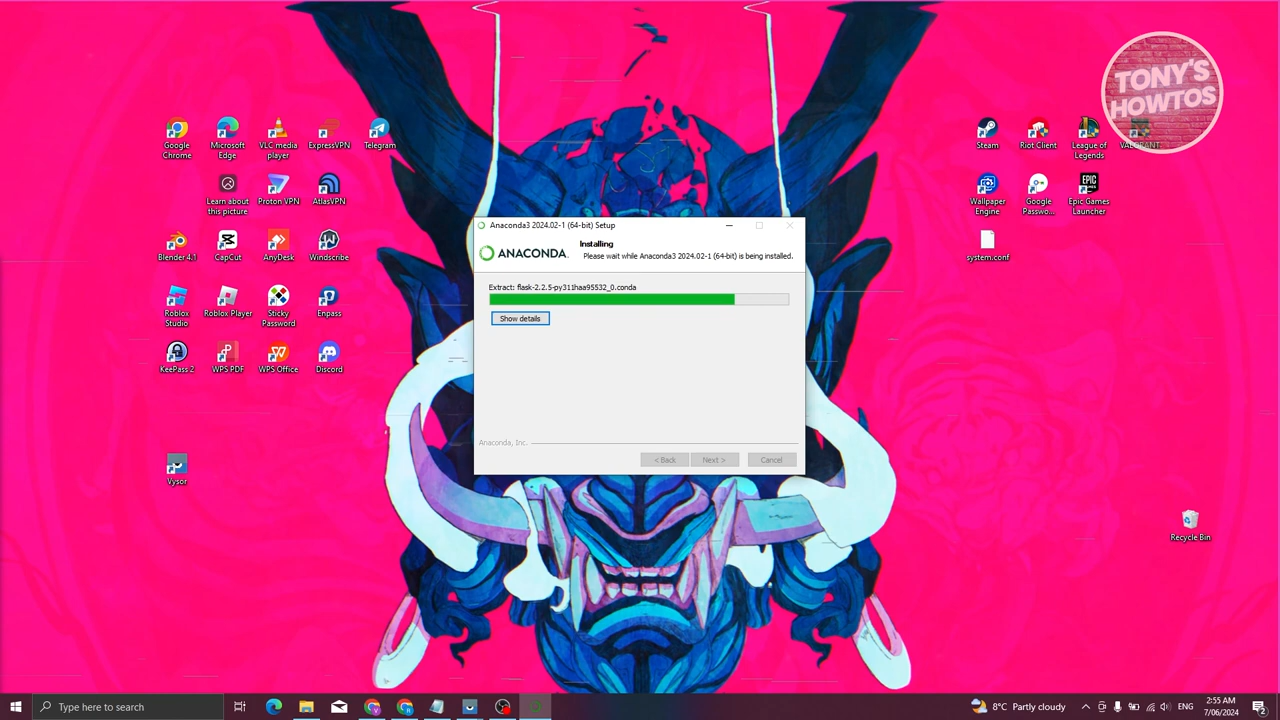 TONY'S
HOWTOS
Google
Chrome
Microsoft
Edge
VLC media
player
ExpressVPN
Telegram
Steam
Riot Client
League of
Legends
VALORANT
Learn about
this picture
Proton VPN
AtlasVPN
Wallpaper
Engine
Google
Passwo...
EPIC
GAMES
Epic Games
Launcher
Blender 4.1
CapCut
AnyDesk
Windscribe
system.conf
Roblox
Studio
Roblox Player
Sticky
Password
Enpass
KeePass 2
WPS PDF
WPS Office
Discord
Vysor
Recycle Bin
Anaconda3 2024.02-1 (64-bit) Setup
ANACONDA.
Installing
Please wait while Anaconda3 2024.02-1 (64-bit) is being installed.
Extract: flask-2.2.5-py311haa95532_0.conda
Show details
Anaconda, Inc.
< Back
Next >
Cancel
Type here to search
8°C Partly cloudy
ENG
2:55 AM
7/06/2024
2